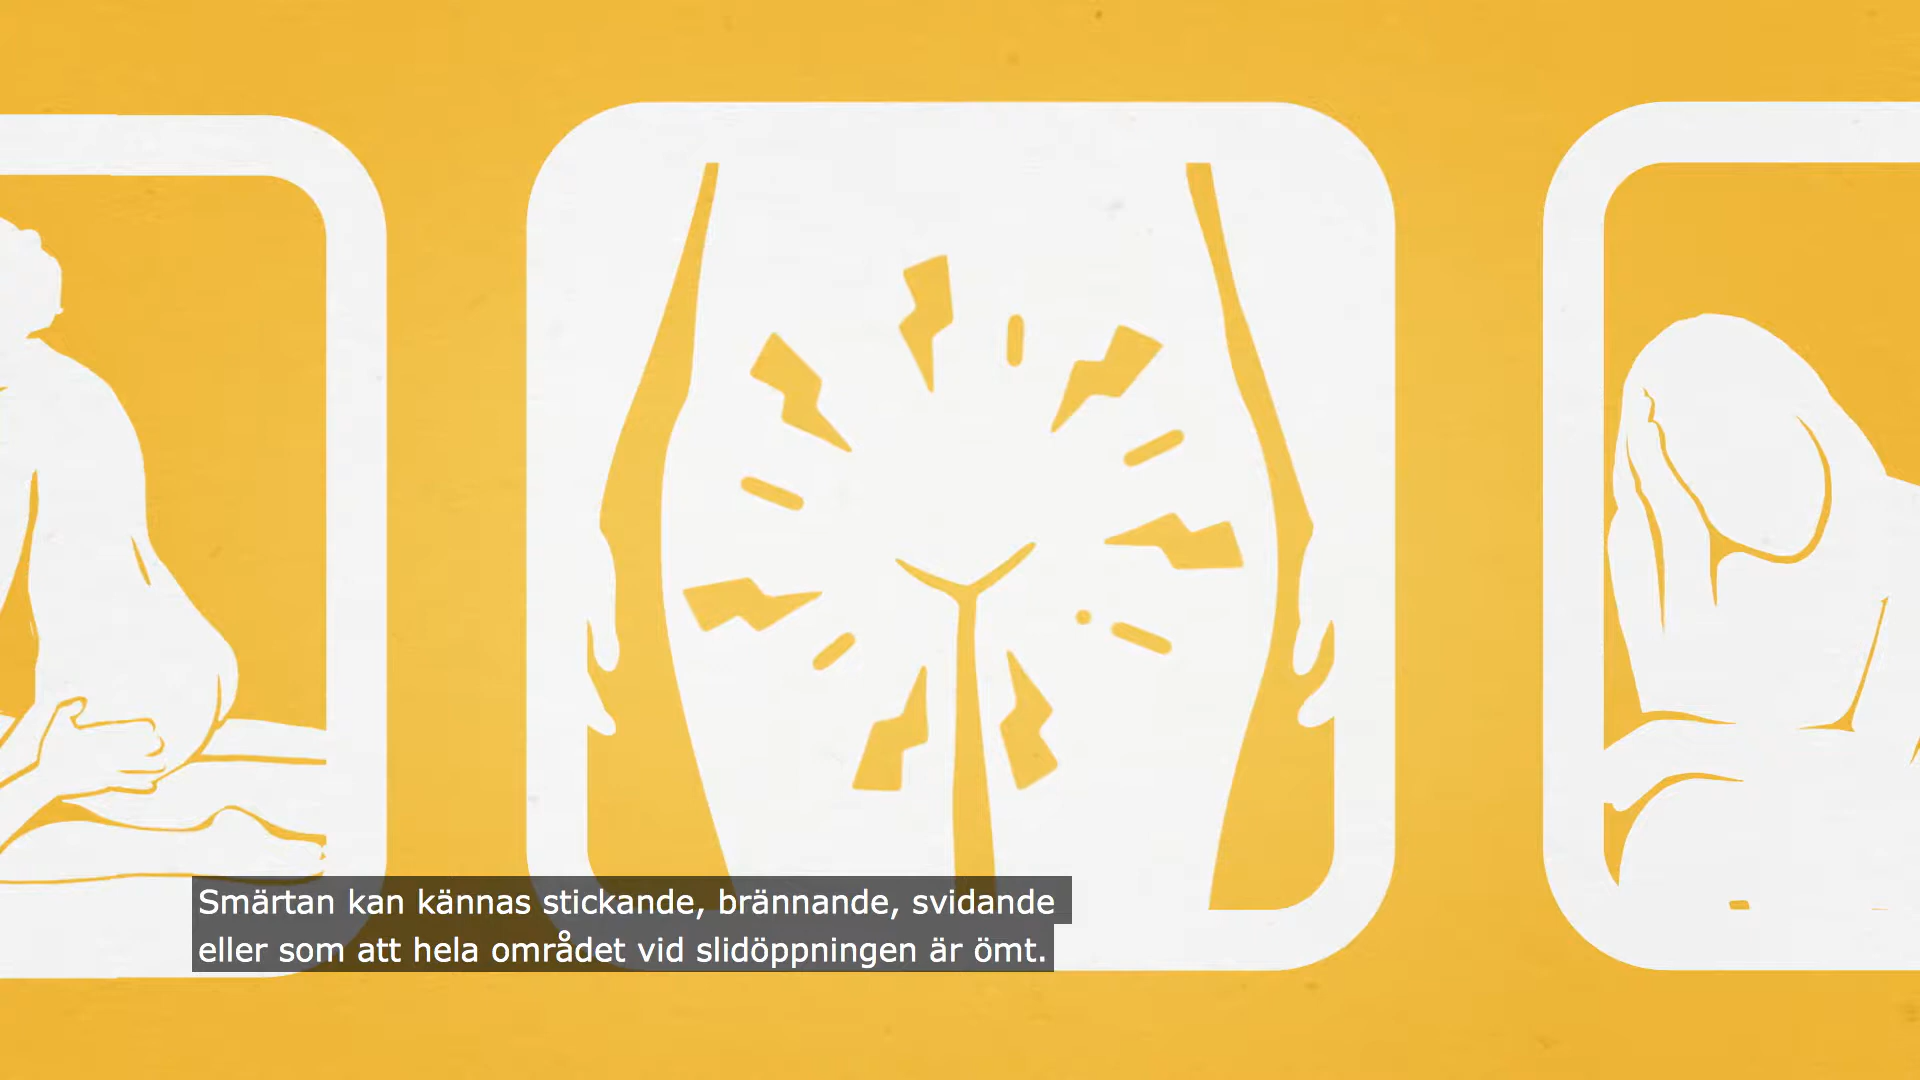 Smärtan kan kännas stickande, brännande, svidande
eller som att hela området vid slidöppningen är ömt.